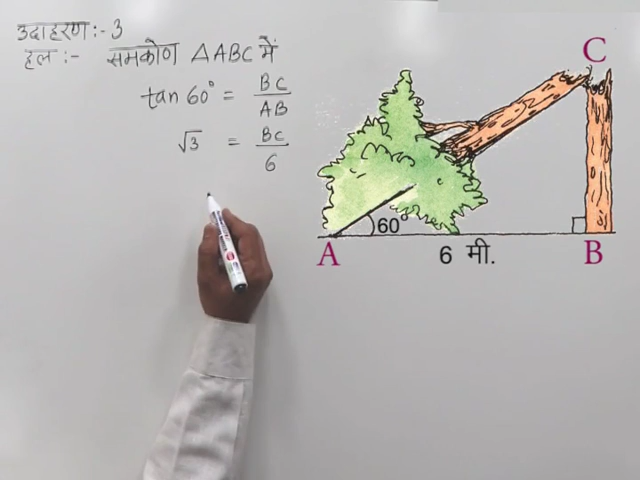 उदाहरण:- 3
हल:- समकोण △ABC में
tan 60° = BC/AB
√3 = BC/6
C
60°
A
6 मी.
B